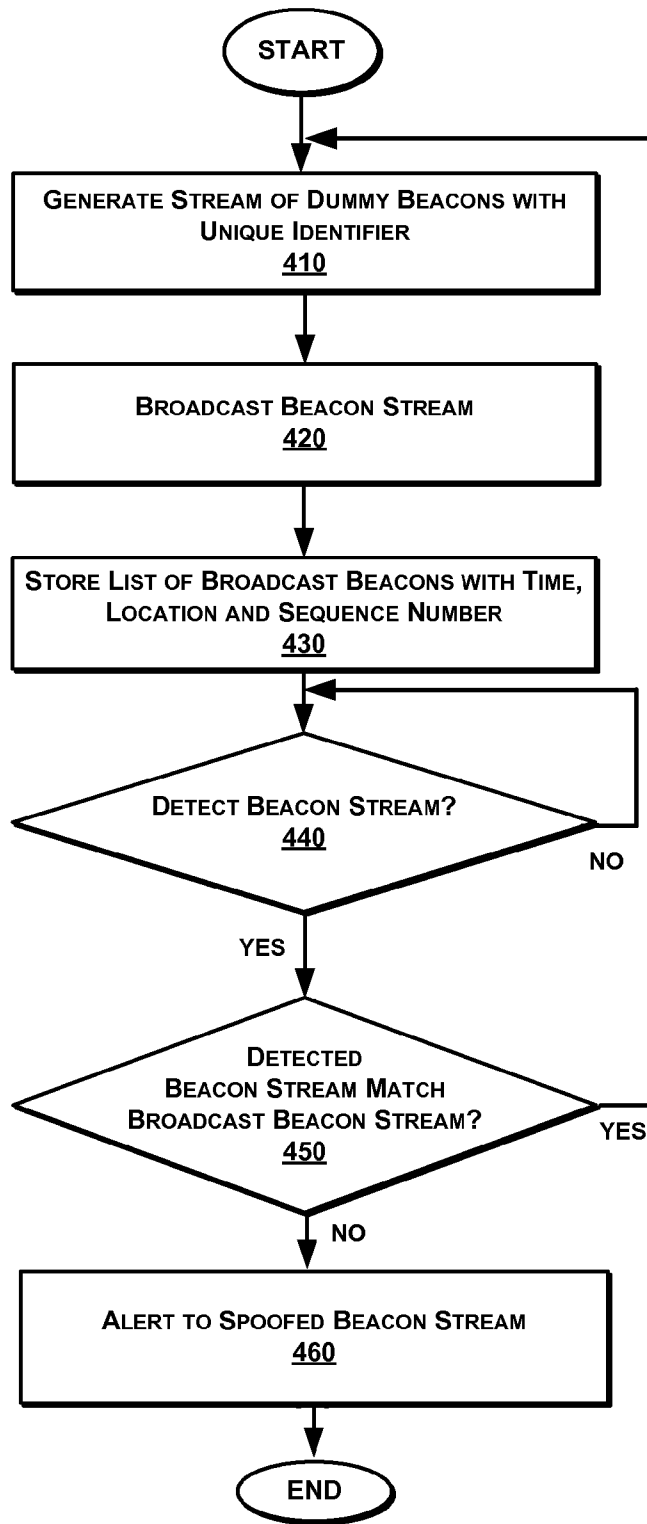 START
GENERATE STREAM OF DUMMY BEACONS WITH
UNIQUE IDENTIFIER
410
BROADCAST BEACON STREAM
420
STORE LIST OF BROADCAST BEACONS WITH TIME,
LOCATION AND SEQUENCE NUMBER
430
DETECT BEACON STREAM?
440
NO
YES
DETECTED
BEACON STREAM MATCH
BROADCAST BEACON STREAM?
450
YES
NO
ALERT TO SPOOFED BEACON STREAM
460
END